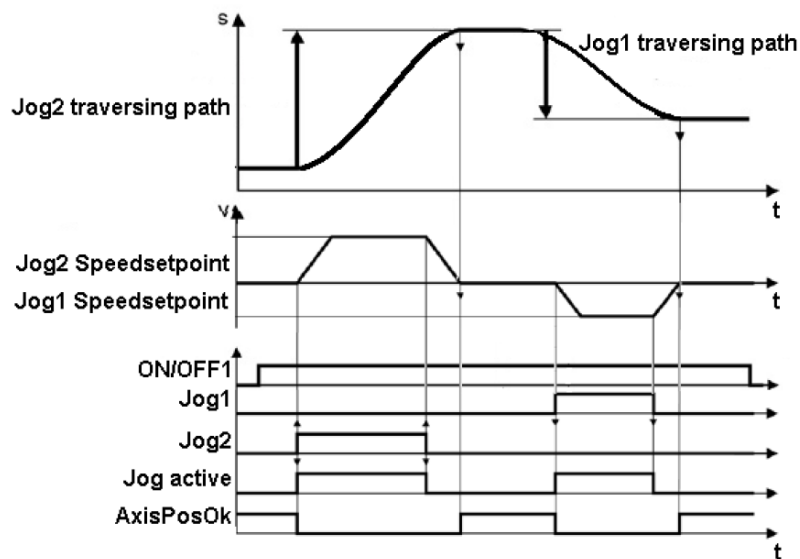 s
Jog1 traversing path
Jog2 traversing path
t
v
Jog2 Speedsetpoint
Jog1 Speedsetpoint
t
ON/OFF1
Jog1
Jog2
Jog active
AxisPosOk
t